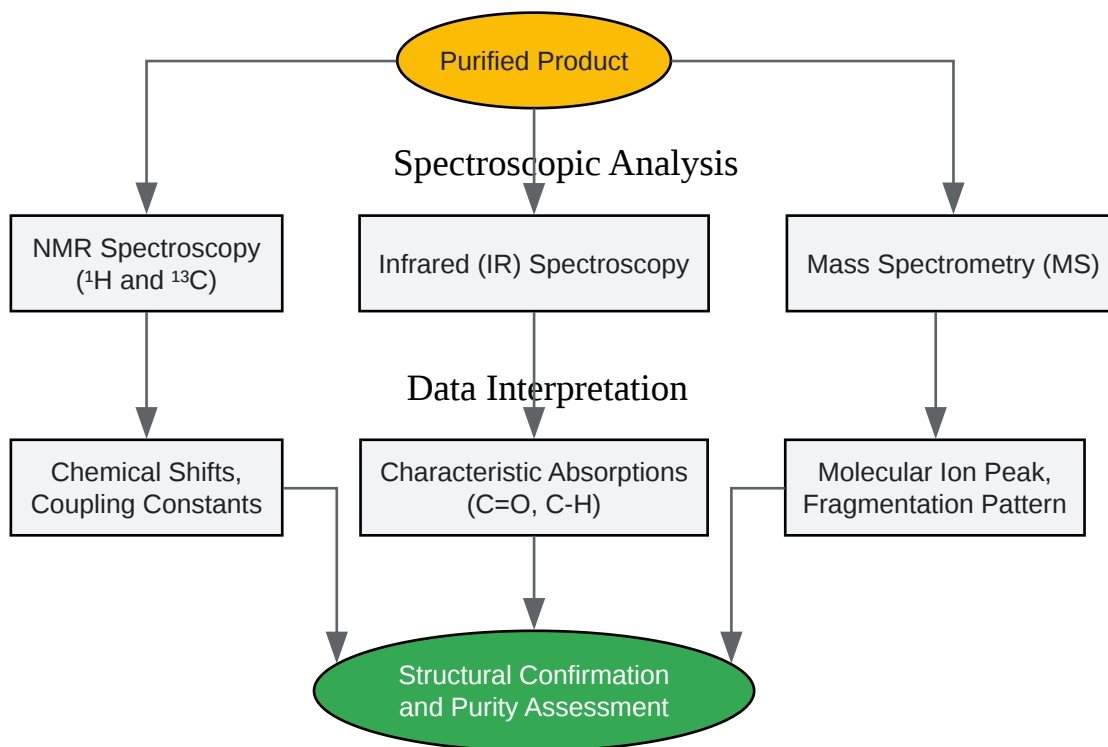 Purified Product
Spectroscopic Analysis
NMR Spectroscopy
(¹H and ¹³C)
Infrared (IR) Spectroscopy
Mass Spectrometry (MS)
Data Interpretation
Chemical Shifts,
Coupling Constants
Characteristic Absorptions
(C=O, C-H)
Molecular Ion Peak,
Fragmentation Pattern
Structural Confirmation
and Purity Assessment